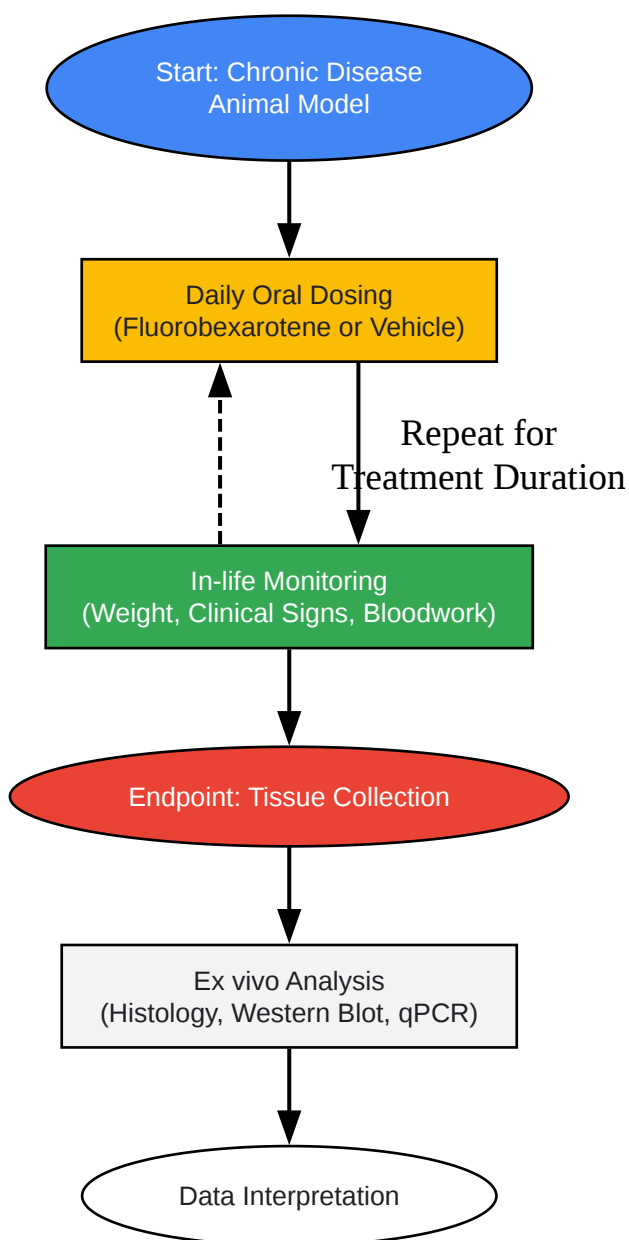 Start: Chronic Disease
Animal Model
Daily Oral Dosing
(Fluorobexarotene or Vehicle)
Repeat for
Treatment Duration
In-life Monitoring
(Weight, Clinical Signs, Bloodwork)
Endpoint: Tissue Collection
Ex vivo Analysis
(Histology, Western Blot, qPCR)
Data Interpretation